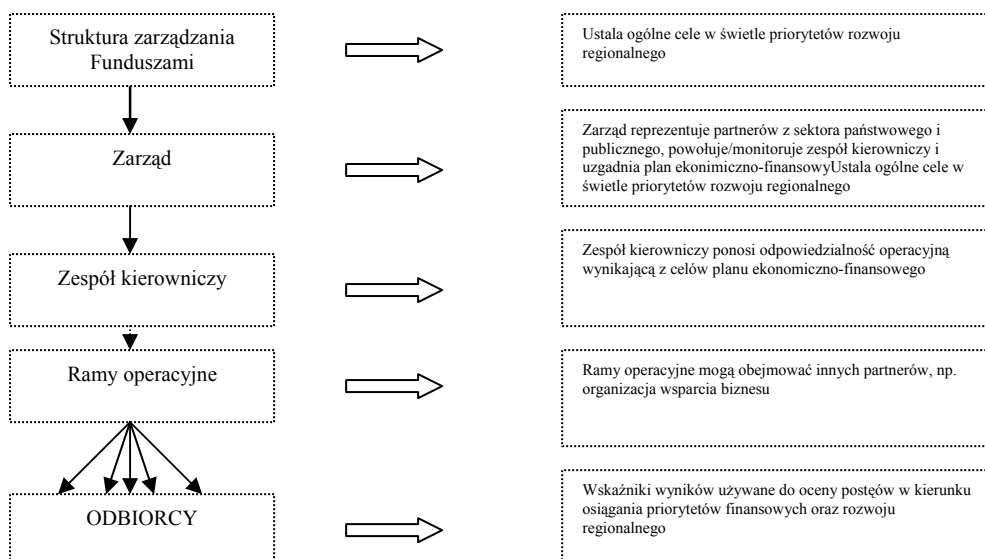 Struktura zarządzania
Funduszami
Ustala ogólne cele w świetle priorytetów rozwoju
regionalnego
Zarząd
Zarząd reprezentuje partnerów z sektora państwowego i
publicznego, powołuje/monitoruje zespół kierowniczy i
uzgadnia plan ekonimiczno-finansowyUstala ogólne cele w
świetle priorytetów rozwoju regionalnego
Zespół kierowniczy
Zespół kierowniczy ponosi odpowiedzialność operacyjną
wynikającą z celów planu ekonomiczno-finansowego
Ramy operacyjne
Ramy operacyjne mogą obejmować innych partnerów, np.
organizacja wsparcia biznesu
ODBIORCY
Wskaźniki wyników używane do oceny postęów w kierunku
osiągania priorytetów finansowych oraz rozwoju
regionalnego